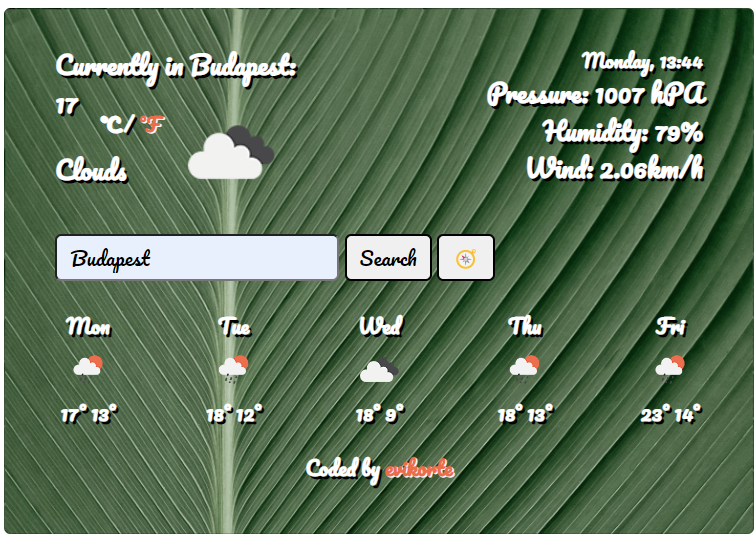 Currently in Budapest:
17
°C/ °F
Clouds
Monday, 13:44
Pressure: 1007 hPA
Humidity: 79%
Wind: 2.06km/h
Budapest Search
Mon Tue Wed Thu Fri
17° 13° 18° 12° 18° 9° 18° 13° 23° 14°
Coded by evikorte